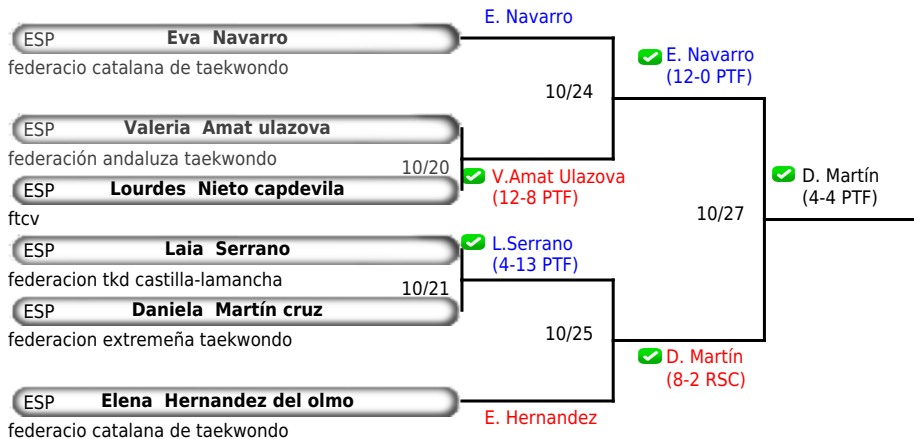 E. Navarro
ESP Eva Navarro
federacio catalana de taekwondo
E. Navarro
(12-0 PTF)
10/24
ESP Valeria Amat ulazova
federación andaluza taekwondo
10/20
V.Amat Ulazova
(12-8 PTF)
ESP Lourdes Nieto capdevila
ftcv
D. Martín
(4-4 PTF)
10/27
ESP Laia Serrano
federacion tkd castilla-lamancha
L.Serrano
(4-13 PTF)
10/21
ESP Daniela Martín cruz
federacion extremeña taekwondo
10/25
D. Martín
(8-2 RSC)
ESP Elena Hernandez del olmo
federacio catalana de taekwondo
E. Hernandez